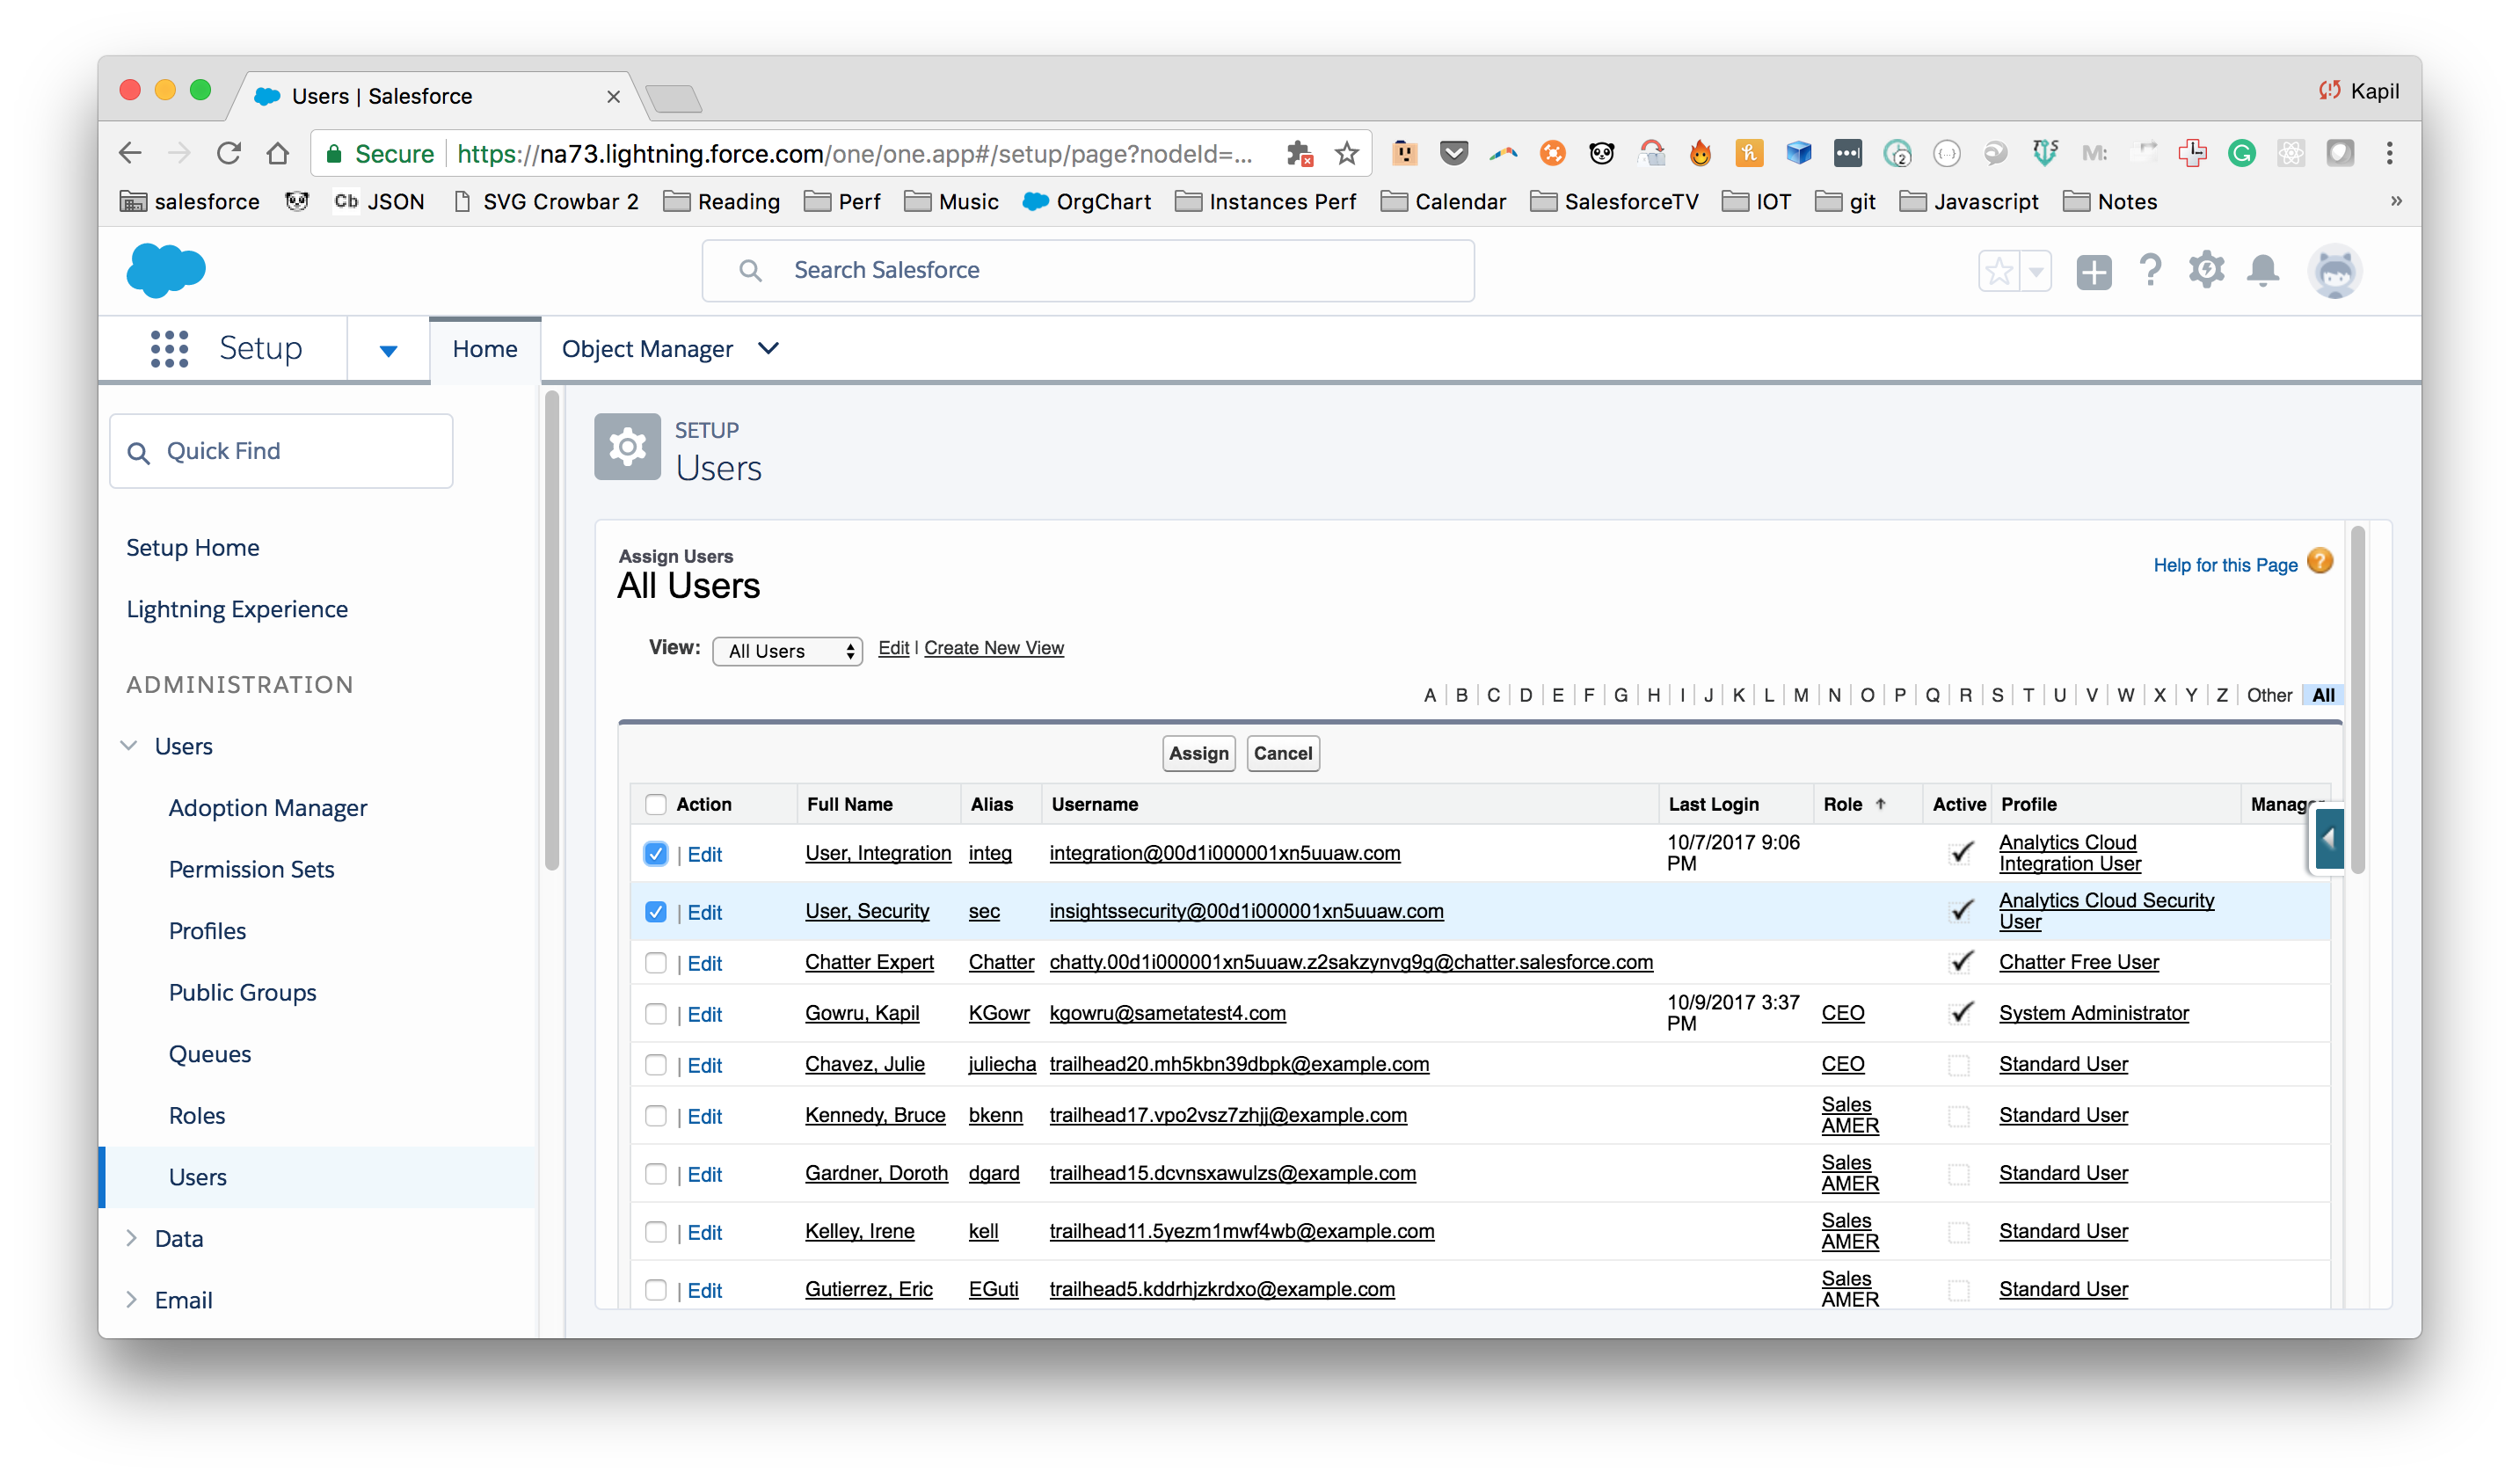 Users | Salesforce
Kapil
Secure https://na73.lightning.force.com/one/one.app#/setup/page?nodeId=...
salesforce Cb JSON SVG Crowbar 2 Reading Perf Music OrgChart Instances Perf Calendar SalesforceTV IOT git Javascript Notes »
Search Salesforce
Setup Home Object Manager
Quick Find
Setup Home
Lightning Experience
ADMINISTRATION
Users
Adoption Manager
Permission Sets
Profiles
Public Groups
Queues
Roles
Users
Data
Email
SETUP
Users
Assign Users
All Users
Help for this Page ?
View: All Users Edit | Create New View
A | B | C | D | E | F | G | H | I | J | K | L | M | N | O | P | Q | R | S | T | U | V | W | X | Y | Z | Other | All
Assign Cancel
Action Full Name Alias Username Last Login Role Active Profile Manag
| Edit User, Integration integ integration@00d1i000001xn5uuaw.com 10/7/2017 9:06 PM Analytics Cloud Integration User
| Edit User, Security sec insightssecurity@00d1i000001xn5uuaw.com Analytics Cloud Security User
| Edit Chatter Expert Chatter chatty.00d1i000001xn5uuaw.z2sakzynvg9g@chatter.salesforce.com Chatter Free User
| Edit Gowru, Kapil KGowr kgowru@sametatest4.com 10/9/2017 3:37 PM CEO System Administrator
| Edit Chavez, Julie juliecha trailhead20.mh5kbn39dbpk@example.com CEO Standard User
| Edit Kennedy, Bruce bkenn trailhead17.vpo2vsz7zhjj@example.com Sales AMER Standard User
| Edit Gardner, Doroth dgard trailhead15.dcvnsxawulzs@example.com Sales AMER Standard User
| Edit Kelley, Irene kell trailhead11.5yezm1mwf4wb@example.com Sales AMER Standard User
| Edit Gutierrez, Eric EGuti trailhead5.kddrhjzkrdxo@example.com Sales AMER Standard User